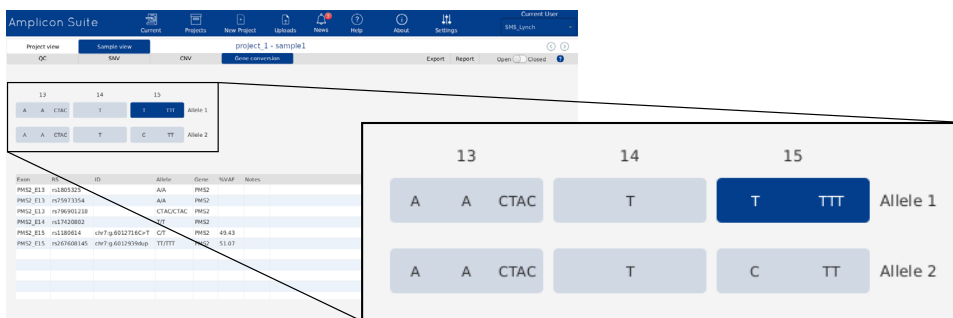 Amplicon Suite
Current Projects New Project Uploads News Help About Settings
Current User
SMS_Lynch
Project view Sample view project_1 - sample1
QC SNV CNV Gene conversion Export Report Open Closed ?
13 14 15
A A CTAC T T TTT Allele 1
A A CTAC T C TT Allele 2
Exon RS ID Allele Gene %VAF Notes
PMS2_E13 rs1805325 A/A PMS2
PMS2_E13 rs75973354 A/A PMS2
PMS2_E13 rs796901218 CTAC/CTAC PMS2
PMS2_E14 rs17420802 T/T PMS2
PMS2_E15 rs1180614 chr7:g.6012716C>T C/T PMS2 49.43
PMS2_E15 rs267608145 chr7:g.6012939dup TT/TTT PMS2 51.07
13 14 15
A A CTAC T T TTT Allele 1
A A CTAC T C TT Allele 2